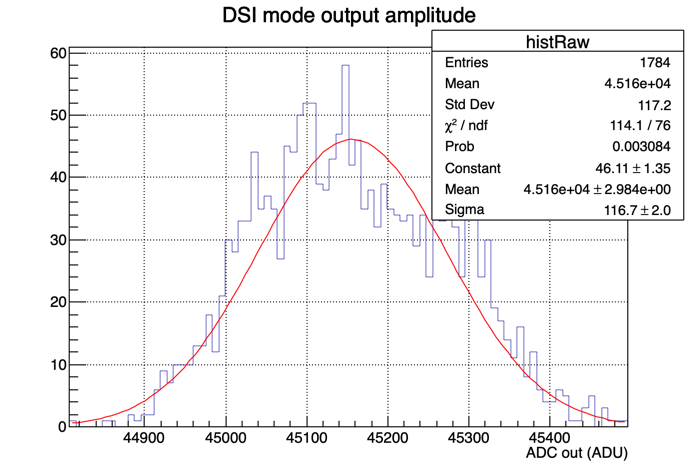 DSI mode output amplitude
histRaw
Entries 1784
Mean 4.516e+04
Std Dev 117.2
χ² / ndf 114.1 / 76
Prob 0.003084
Constant 46.11 ± 1.35
Mean 4.516e+04 ± 2.984e+00
Sigma 116.7 ± 2.0
60
50
40
30
20
10
0
44900 45000 45100 45200 45300 45400
ADC out (ADU)